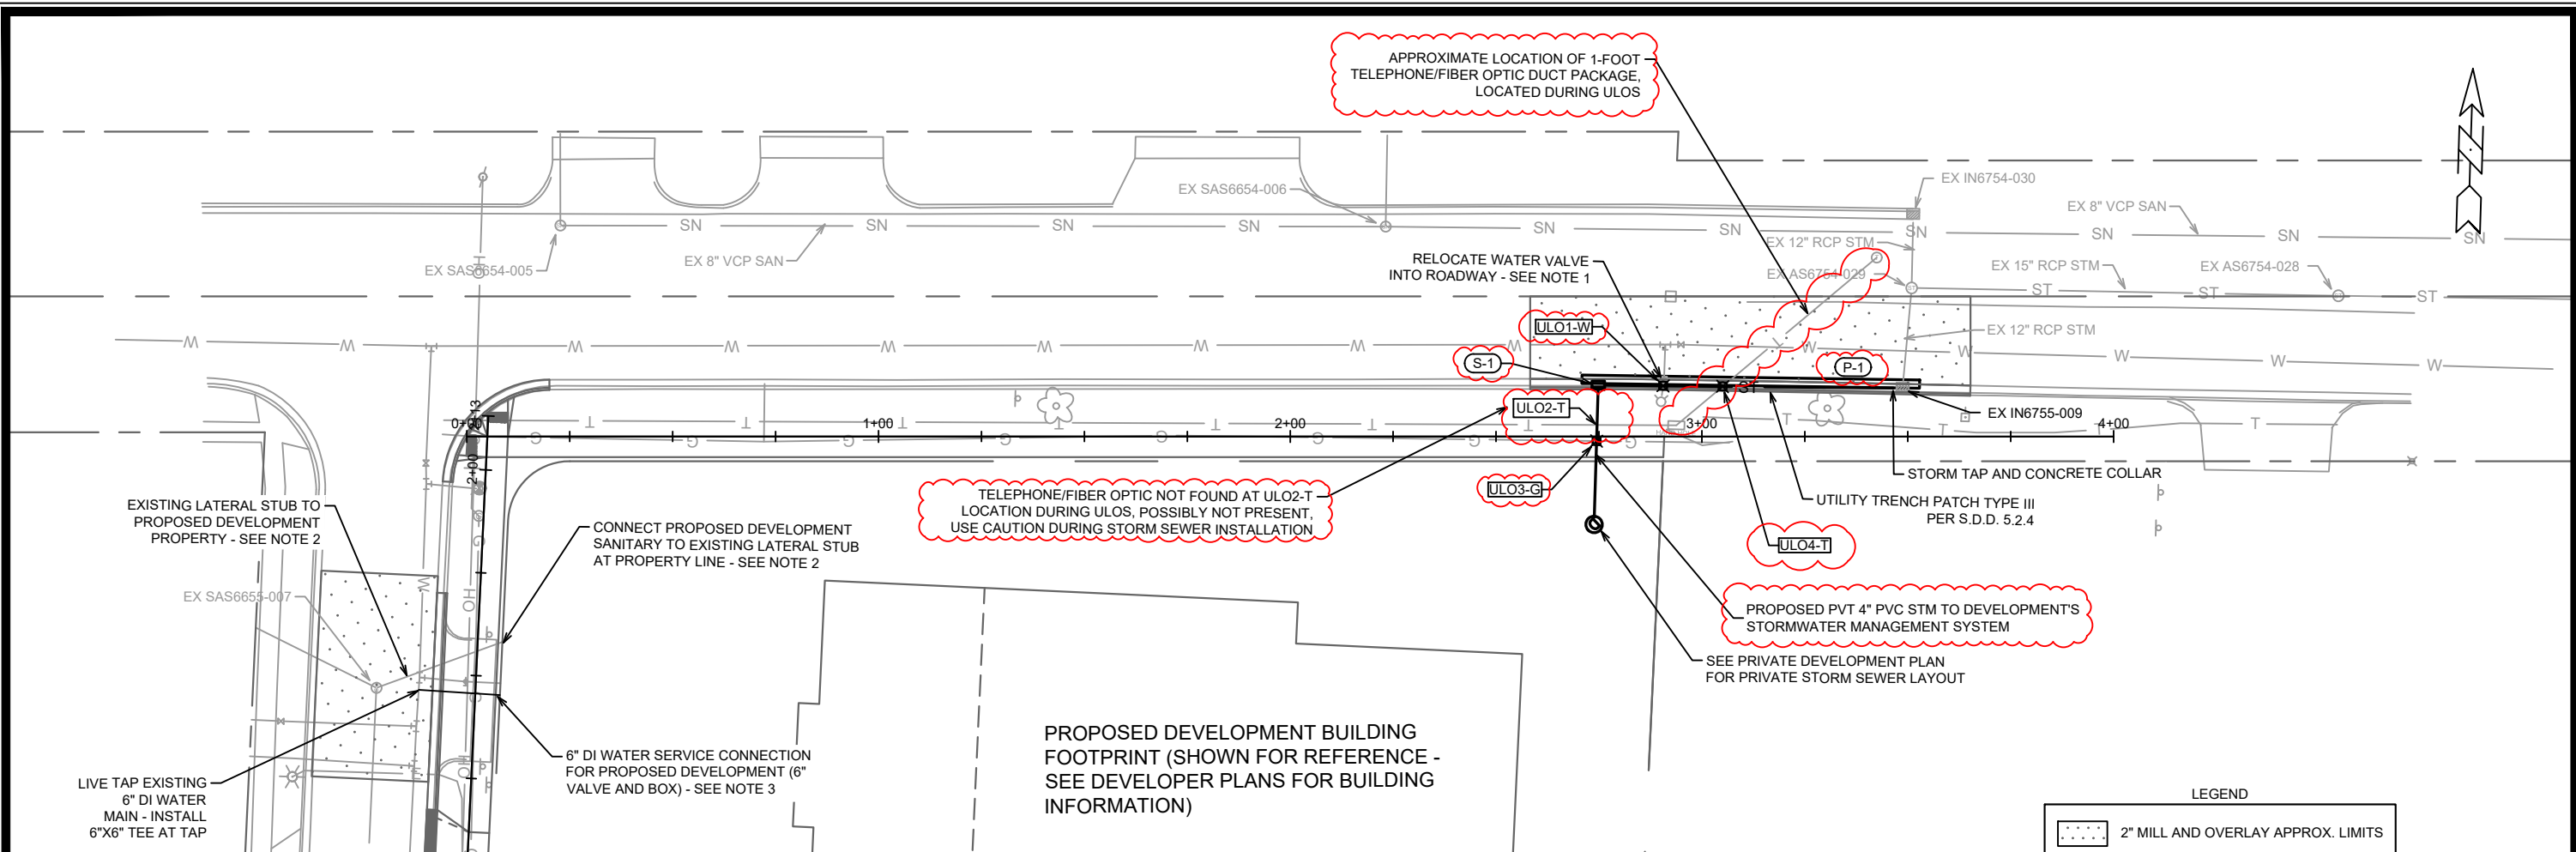 APPROXIMATE LOCATION OF 1-FOOT
TELEPHONE/FIBER OPTIC DUCT PACKAGE,
LOCATED DURING ULOS
EX SAS6654-006
EX IN6754-030
EX 8" VCP SAN
SN SN SN SN SN SN SN SN SN SN
EX SAS6654-005
EX 8" VCP SAN
RELOCATE WATER VALVE
INTO ROADWAY - SEE NOTE 1
EX 12" RCP STM
EX AS6754-029
EX 15" RCP STM
EX AS6754-028
ST
ST ST ST
ULO1-W
EX 12" RCP STM
W W W W W W W W W W W W W W
S-1
P-1
ST
ULO2-T
EX IN6755-009
0+00
1+00
2+00
3+00
4+00
T T T T T T T T T T
G G G G G G
2+00
STORM TAP AND CONCRETE COLLAR
ULO3-G
TELEPHONE/FIBER OPTIC NOT FOUND AT ULO2-T
LOCATION DURING ULOS, POSSIBLY NOT PRESENT,
USE CAUTION DURING STORM SEWER INSTALLATION
UTILITY TRENCH PATCH TYPE III
PER S.D.D. 5.2.4
EXISTING LATERAL STUB TO
PROPOSED DEVELOPMENT
PROPERTY - SEE NOTE 2
CONNECT PROPOSED DEVELOPMENT
SANITARY TO EXISTING LATERAL STUB
AT PROPERTY LINE - SEE NOTE 2
ULO4-T
EX SAS6655-007
W
G
OH
PROPOSED PVT 4" PVC STM TO DEVELOPMENT'S
STORMWATER MANAGEMENT SYSTEM
SEE PRIVATE DEVELOPMENT PLAN
FOR PRIVATE STORM SEWER LAYOUT
6" DI WATER SERVICE CONNECTION
FOR PROPOSED DEVELOPMENT (6"
VALVE AND BOX) - SEE NOTE 3
LIVE TAP EXISTING
6" DI WATER
MAIN - INSTALL
6"X6" TEE AT TAP
PROPOSED DEVELOPMENT BUILDING
FOOTPRINT (SHOWN FOR REFERENCE -
SEE DEVELOPER PLANS FOR BUILDING
INFORMATION)
LEGEND
2" MILL AND OVERLAY APPROX. LIMITS